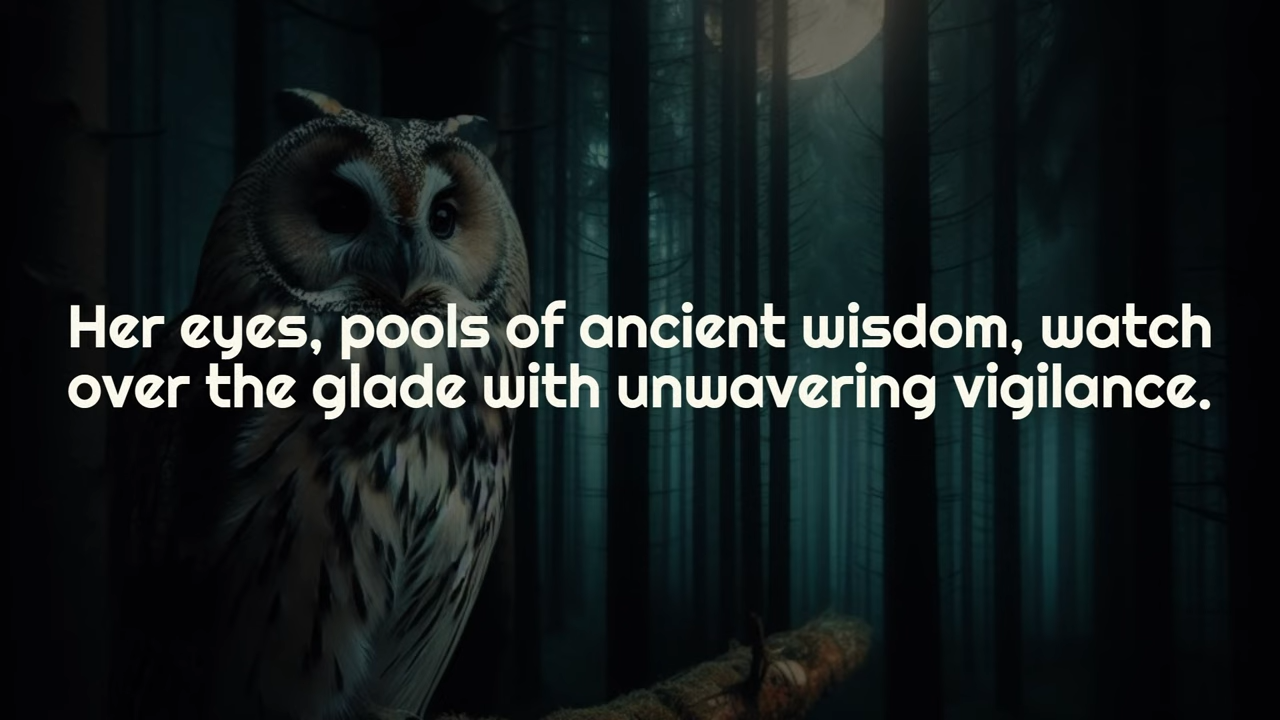 Her eyes, pools of ancient wisdom, watch
over the glade with unwavering vigilance.